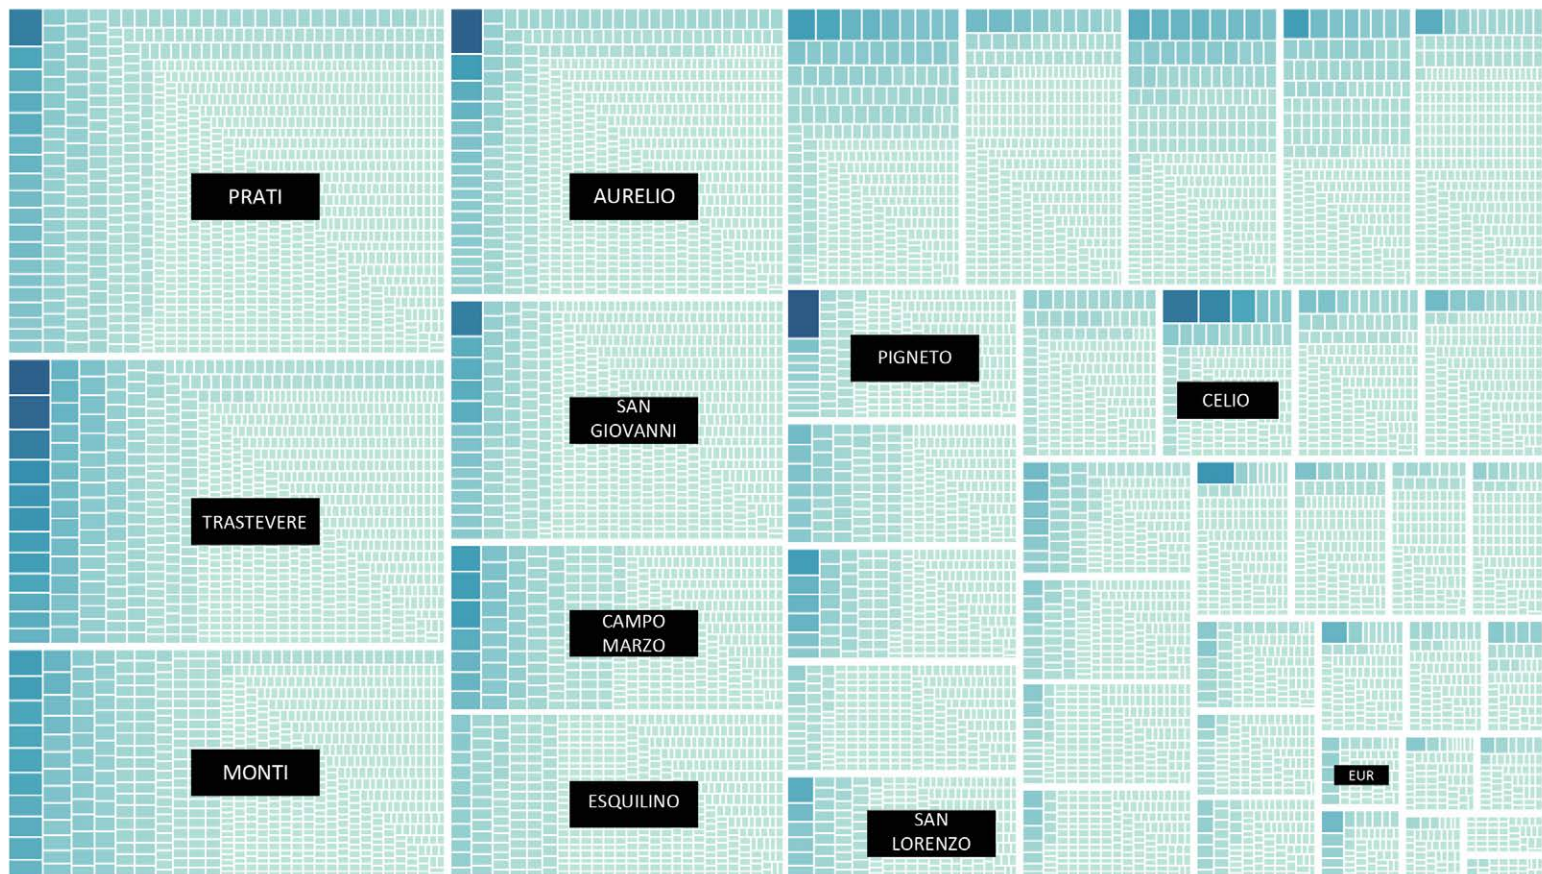 PRATI
AURELIO
PIGNETO
CELIO
SAN
GIOVANNI
TRASTEVERE
CAMPO
MARZO
MONTI
ESQUILINO
EUR
SAN
LORENZO